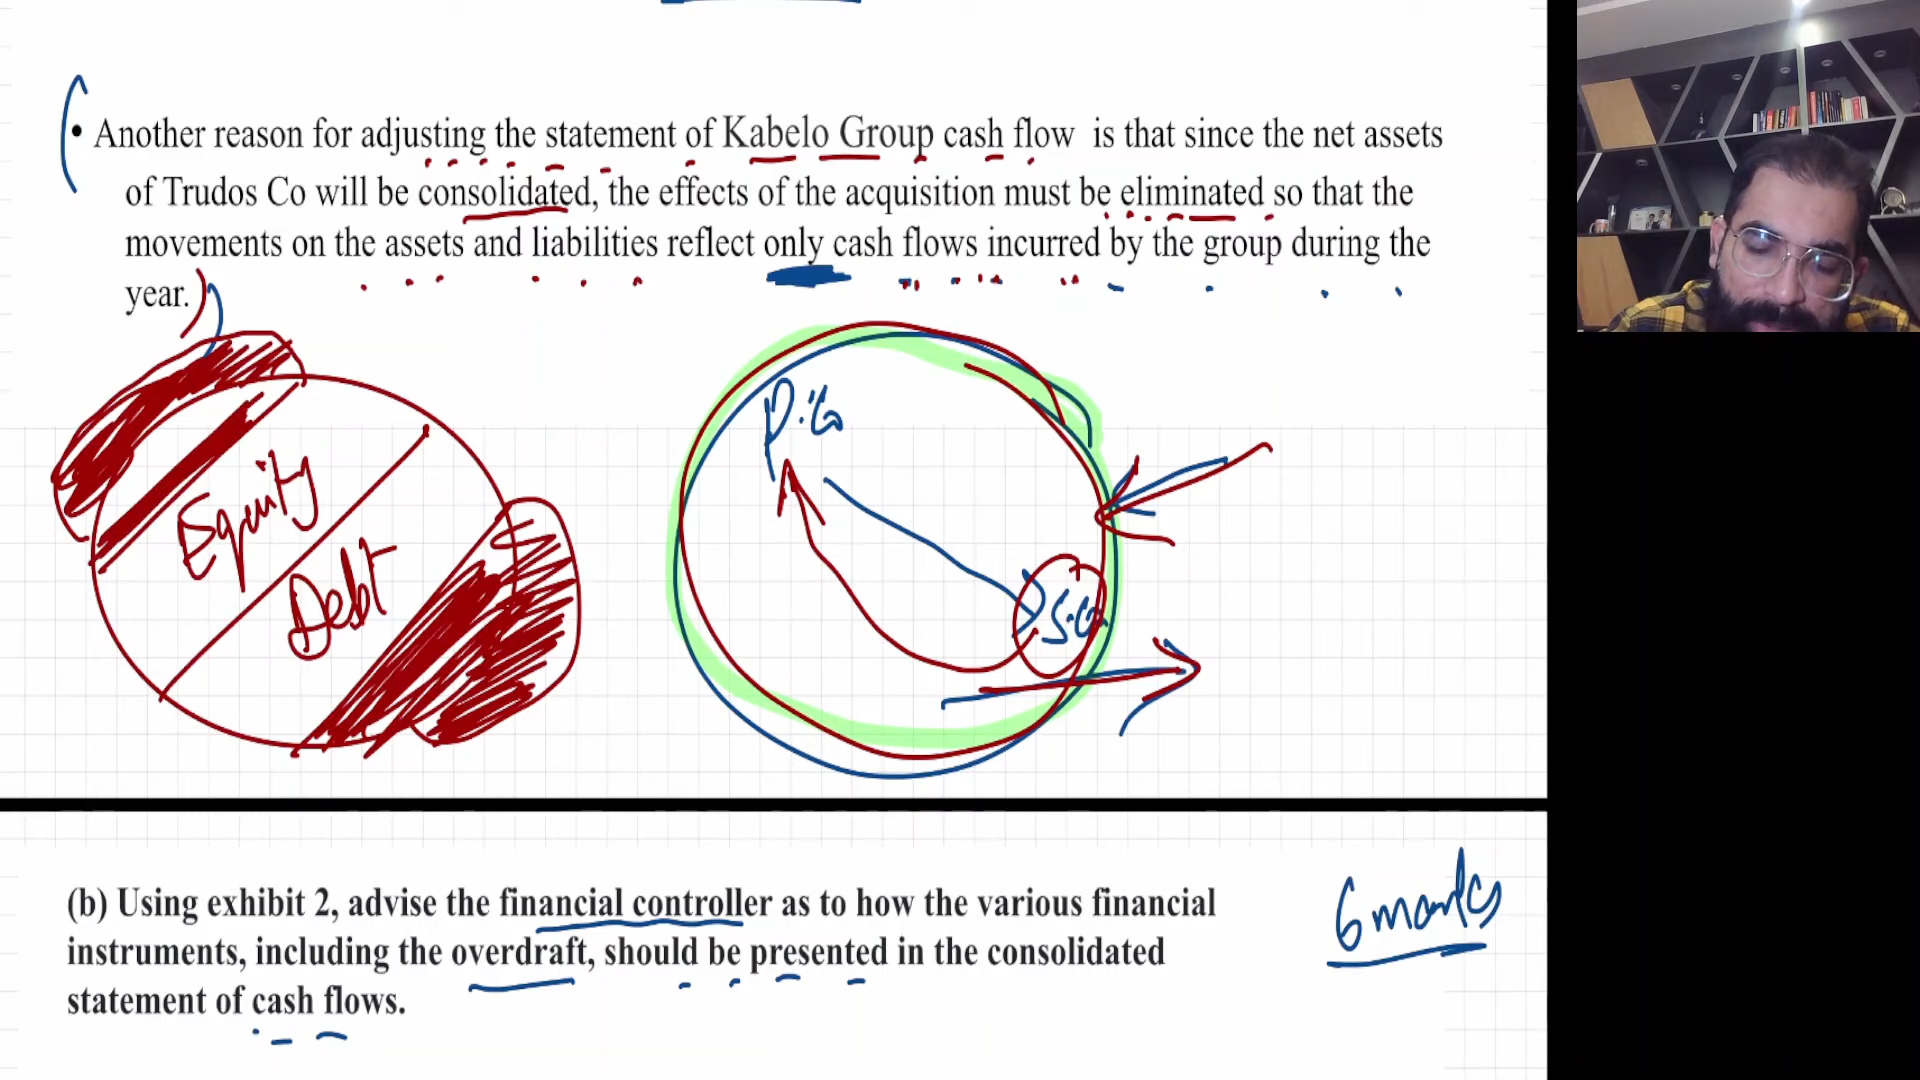 • Another reason for adjusting the statement of Kabelo Group cash flow is that since the net assets
of Trudos Co will be consolidated, the effects of the acquisition must be eliminated so that the
movements on the assets and liabilities reflect only cash flows incurred by the group during the
year.
P.Co
Equity
Debt
S.Co
(b) Using exhibit 2, advise the financial controller as to how the various financial
instruments, including the overdraft, should be presented in the consolidated
statement of cash flows.
6 marks